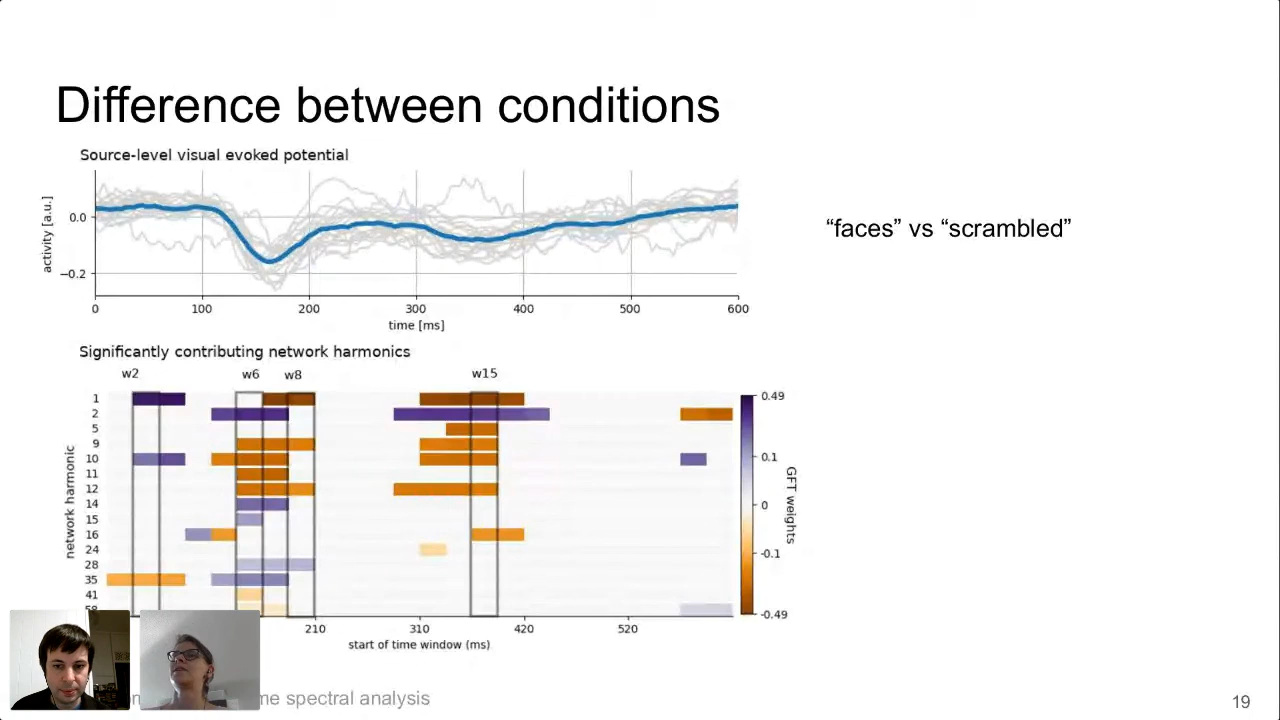 Difference between conditions
Source-level visual evoked potential
activity [a.u.]
0.0
−0.2
0 100 200 300 400 500 600
time [ms]
“faces” vs “scrambled”
Significantly contributing network harmonics
w2 w6 w8 w15
network harmonic
1
2
5
9
10
11
12
14
15
16
24
28
35
41
58
210 310 420 520
start of time window (ms)
0.49
0.1
0
-0.1
-0.49
GFT weights
me spectral analysis
19